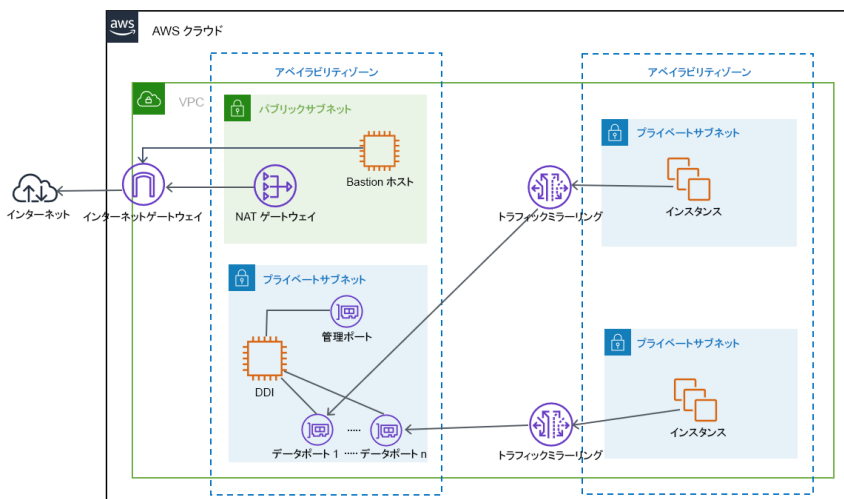 aws
AWS クラウド
アベイラビリティゾーン
アベイラビリティゾーン
VPC
パブリックサブネット
プライベートサブネット
Bastion ホスト
インターネット
インターネットゲートウェイ
NAT ゲートウェイ
トラフィックミラーリング
インスタンス
プライベートサブネット
管理ポート
プライベートサブネット
DDI
データポート 1
.....
.....
データポート n
トラフィックミラーリング
インスタンス